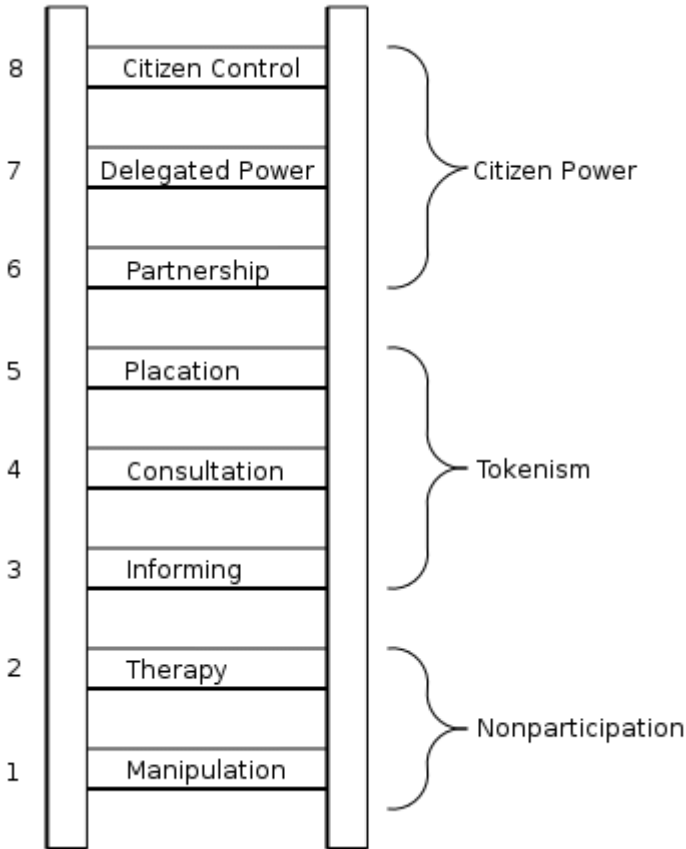 8
Citizen Control
7
Delegated Power
Citizen Power
6
Partnership
5
Placation
4
Consultation
Tokenism
3
Informing
2
Therapy
Nonparticipation
1
Manipulation